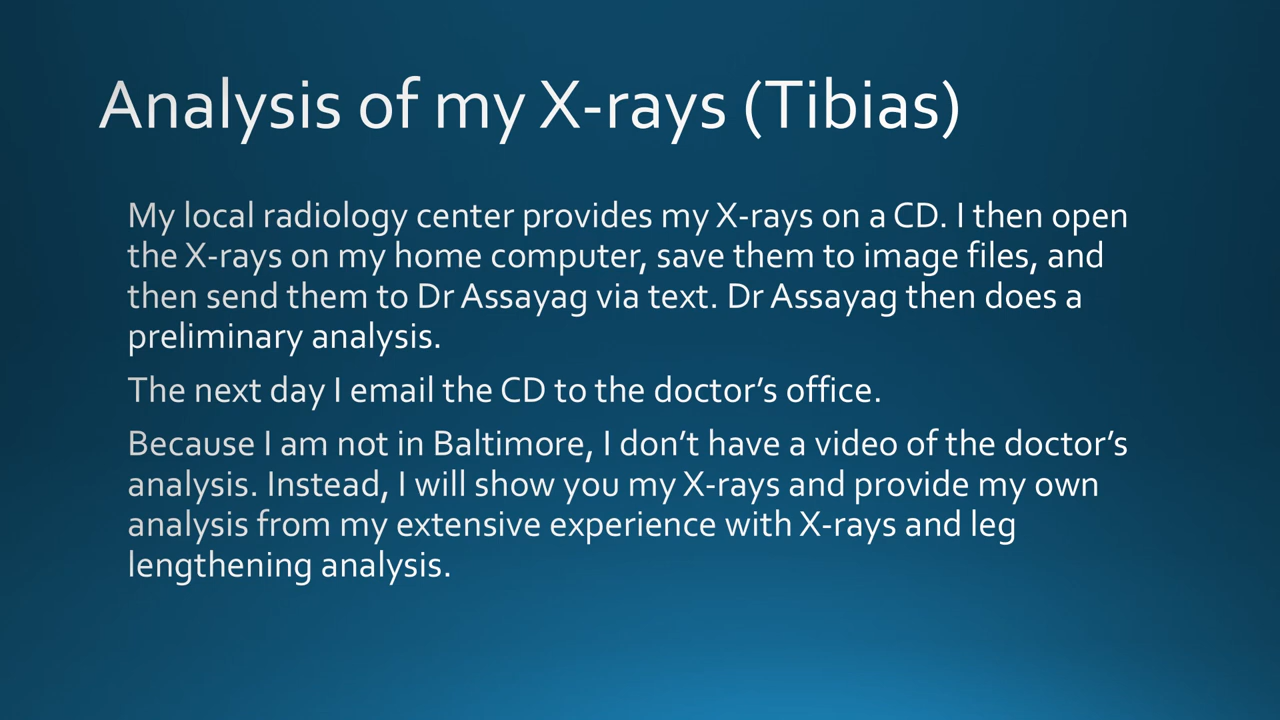 Analysis of my X-rays (Tibias)
My local radiology center provides my X-rays on a CD. I then open
the X-rays on my home computer, save them to image files, and
then send them to Dr Assayag via text. Dr Assayag then does a
preliminary analysis.
The next day I email the CD to the doctor’s office.
Because I am not in Baltimore, I don’t have a video of the doctor’s
analysis. Instead, I will show you my X-rays and provide my own
analysis from my extensive experience with X-rays and leg
lengthening analysis.